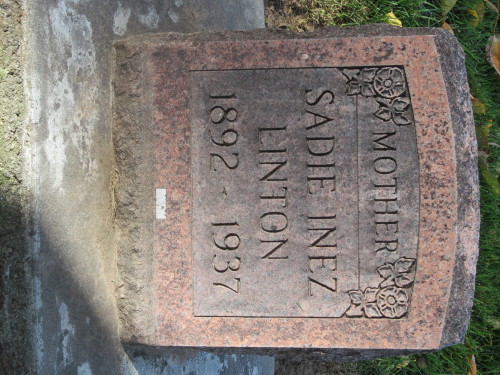 MOTHER
SADIE INEZ
LINTON
1892 - 1937